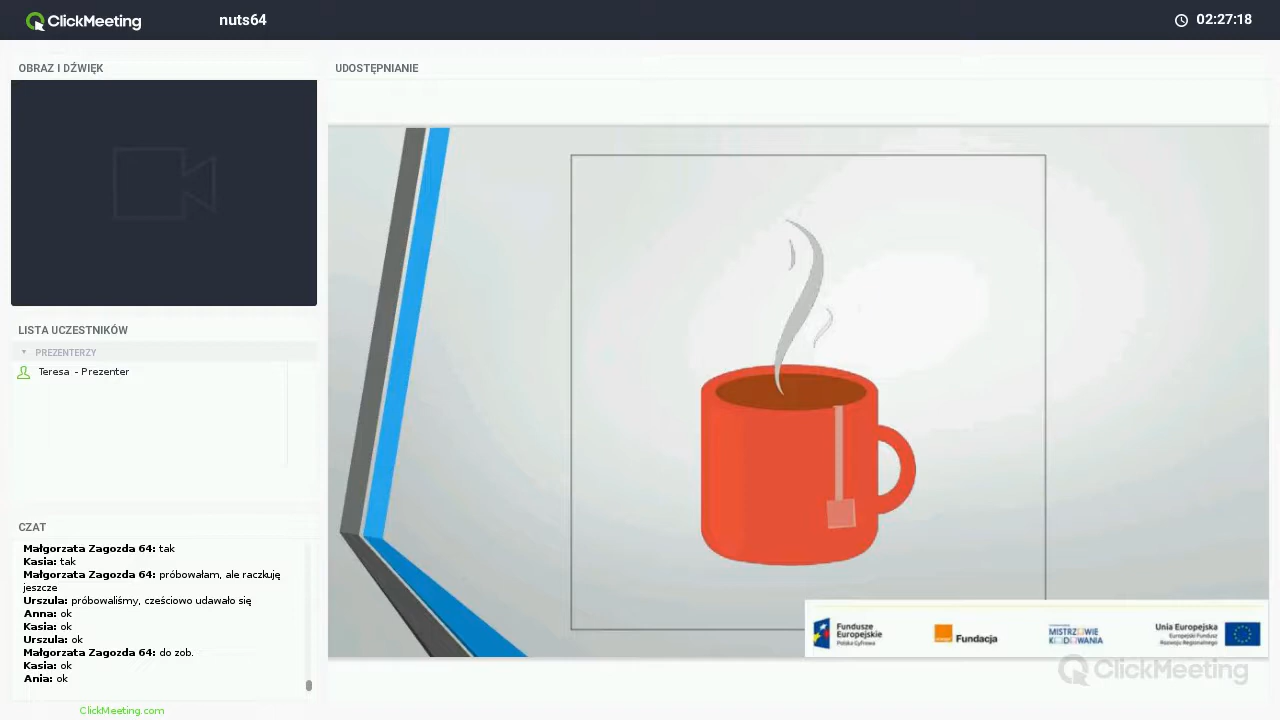 ClickMeeting
nuts64
02:27:18
OBRAZ I DŹWIĘK
UDOSTĘPNIANIE
LISTA UCZESTNIKÓW
PREZENTERZY
Teresa - Prezenter
CZAT
Małgorzata Zagozda 64: tak
Kasia: tak
Małgorzata Zagozda 64: próbowałam, ale raczkuję
jeszcze
Urszula: próbowaliśmy, cześciowo udawało się
Anna: ok
Kasia: ok
Urszula: ok
Małgorzata Zagozda 64: do zob.
Kasia: ok
Ania: ok
ClickMeeting.com
Fundusze
Europejskie
Polska Cyfrowa
orange
Fundacja
MISTRZOWIE
KODOWANIA
Unia Europejska
Europejski Fundusz
Rozwoju Regionalnego
ClickMeeting